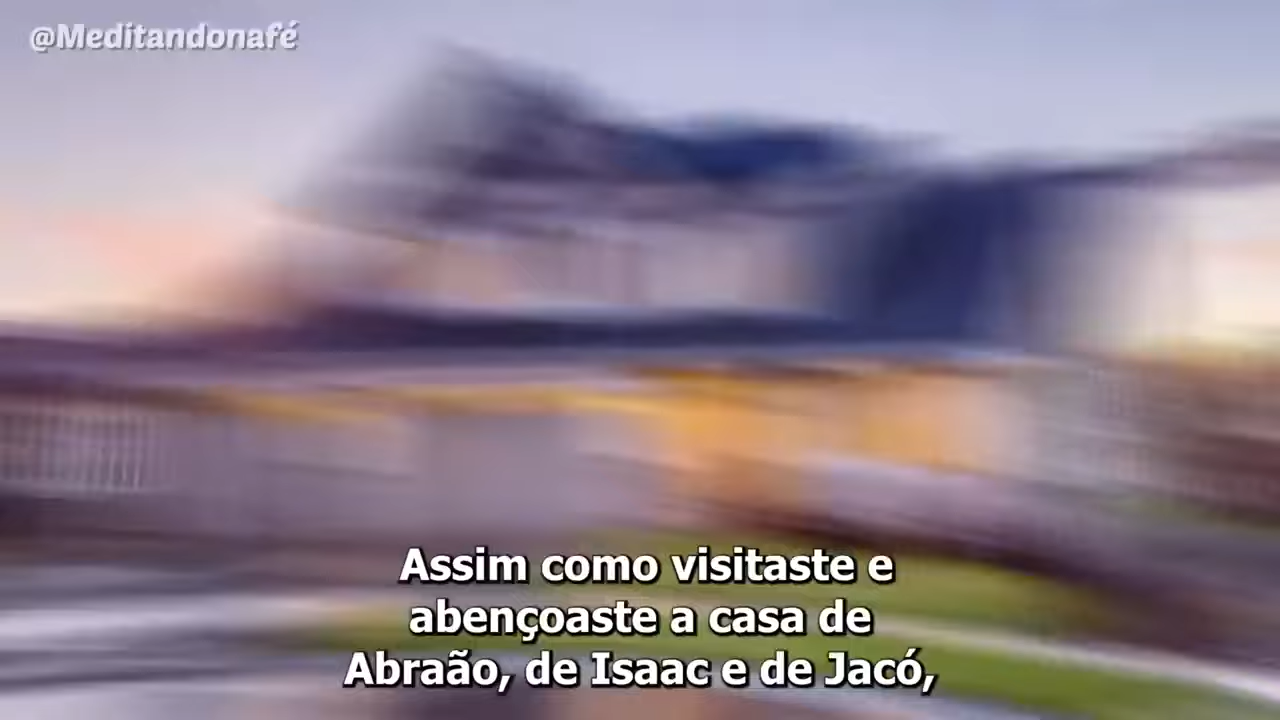 @Meditandonafé
Assim como visitaste e
abençoaste a casa de
Abraão, de Isaac e de Jacó,